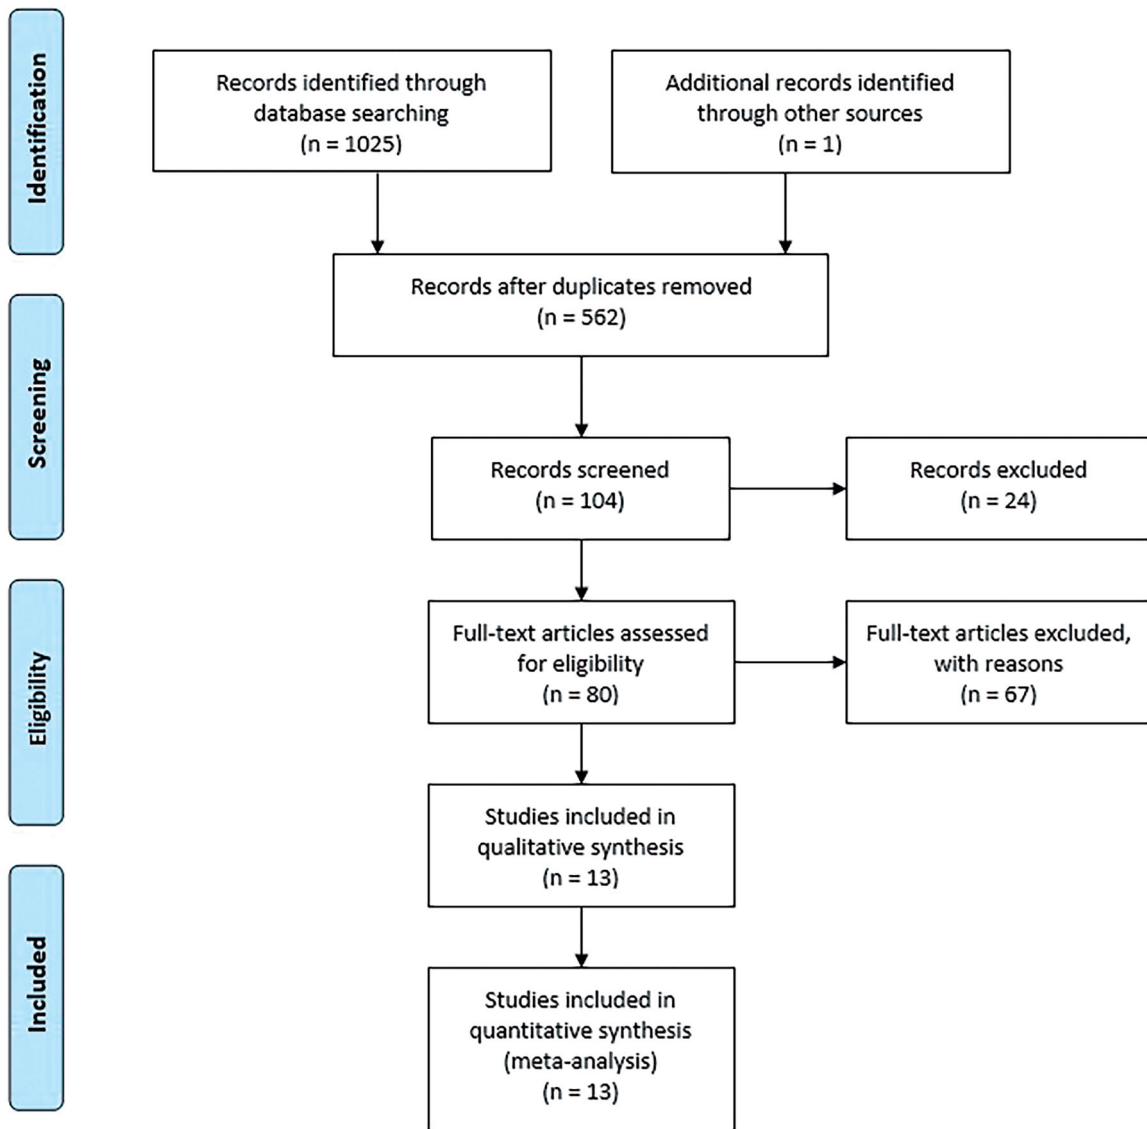 Identification
Records identified through
database searching
(n = 1025)
Additional records identified
through other sources
(n = 1)
Records after duplicates removed
(n = 562)
Screening
Records screened
(n = 104)
Records excluded
(n = 24)
Eligibility
Full-text articles assessed
for eligibility
(n = 80)
Full-text articles excluded,
with reasons
(n = 67)
Studies included in
qualitative synthesis
(n = 13)
Included
Studies included in
quantitative synthesis
(meta-analysis)
(n = 13)